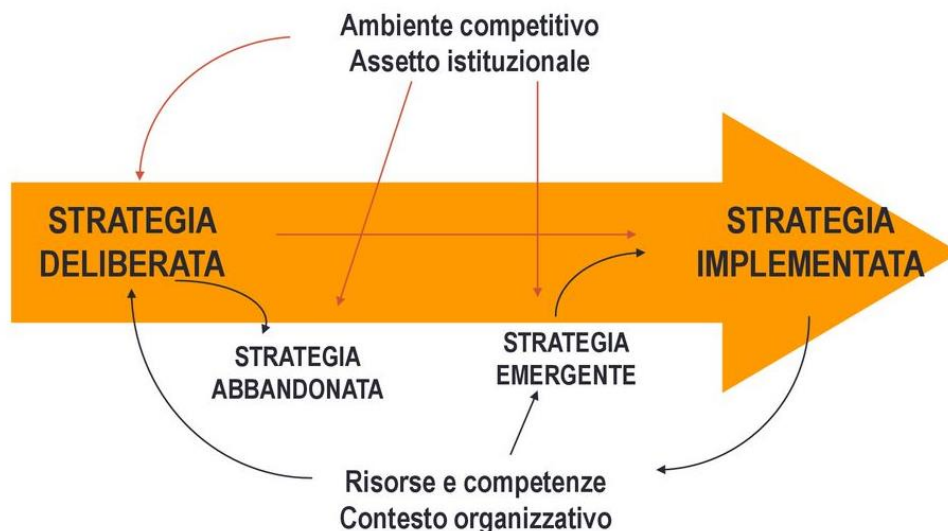 Ambiente competitivo
Assetto istituzionale
STRATEGIA
DELIBERATA
STRATEGIA
IMPLEMENTATA
STRATEGIA
ABBANDONATA
STRATEGIA
EMERGENTE
Risorse e competenze
Contesto organizzativo